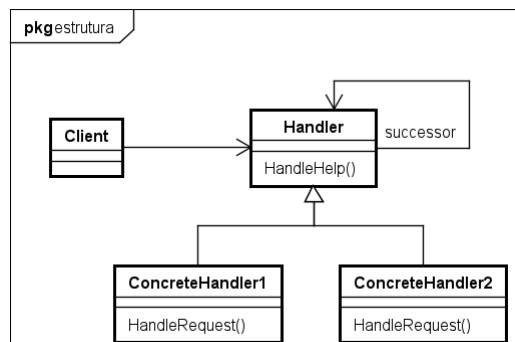 pkg estrutura
Handler
Client
successor
HandleHelp()
ConcreteHandler1
ConcreteHandler2
HandleRequest()
HandleRequest()